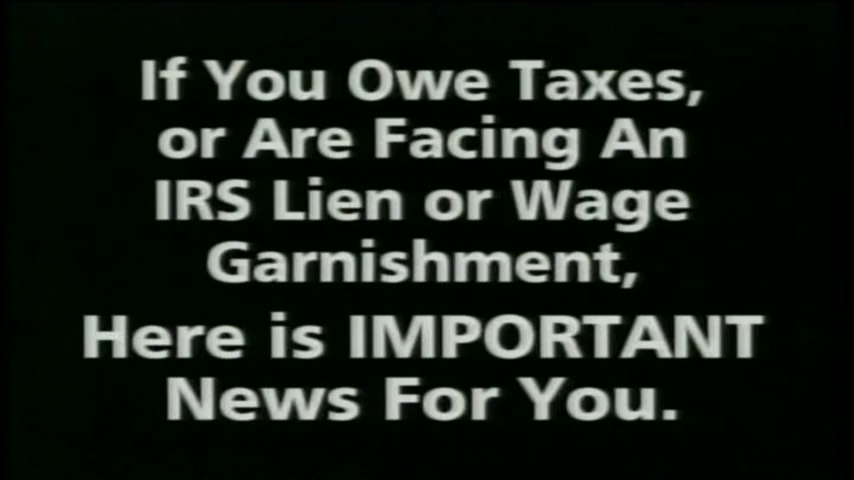 If You Owe Taxes,
or Are Facing An
IRS Lien or Wage
Garnishment,
Here is IMPORTANT
News For You.